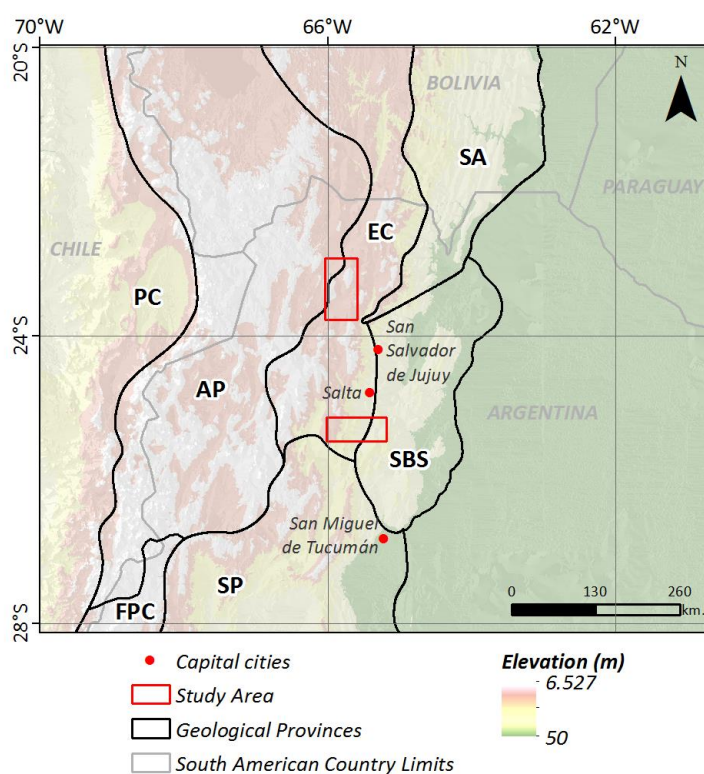 70°W
66°W
62°W
20°S
N
BOLIVIA
SA
PARAGUAY
EC
CHILE
PC
24°S
San
Salvador
de Jujuy
AP
Salta
ARGENTINA
SBS
San Miguel
de Tucumán
SP
FPC
0 130 260
km.
28°S
Capital cities
Study Area
Geological Provinces
South American Country Limits
Elevation (m)
6.527
50